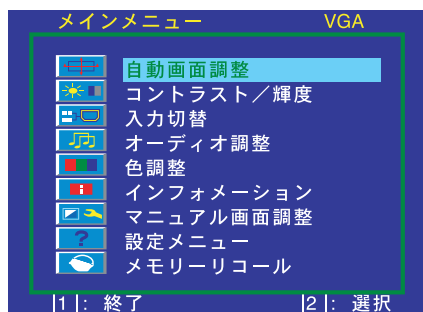 メインメニュー VGA
自動画面調整
コントラスト／輝度
入力切替
オーディオ調整
色調整
インフォメーション
マニュアル画面調整
設定メニュー
メモリーリコール
|1|: 終了 |2|: 選択